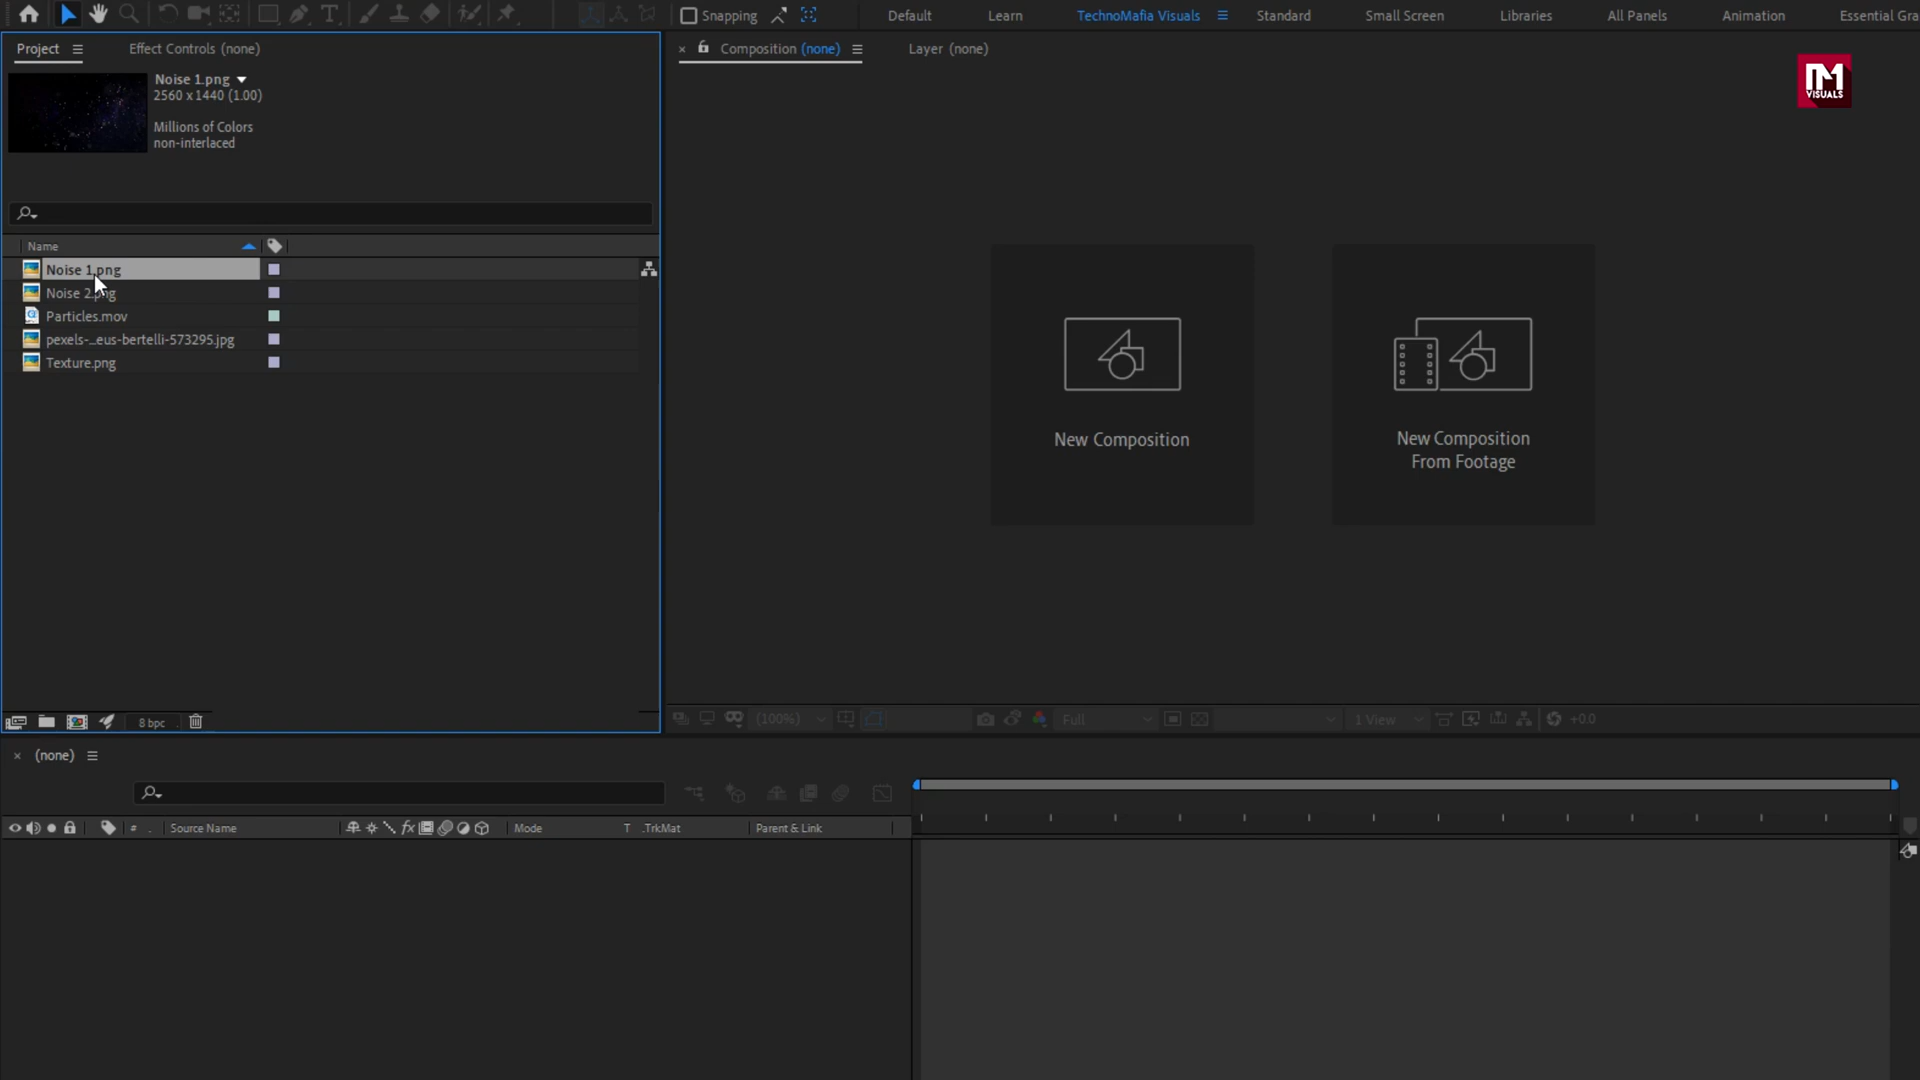 Snapping
Default
Learn
TechnoMafia Visuals
Standard
Small Screen
Libraries
All Panels
Animation
Essential Gra
Project
Effect Controls (none)
Composition (none)
Layer (none)
Noise 1.png
2560 x 1440 (1.00)
Millions of Colors
non-interlaced
VISUALS
Name
Noise 1.png
Noise 2.png
Particles.mov
pexels-...eus-bertelli-573295.jpg
Texture.png
New Composition
New Composition
From Footage
8 bpc
(100%)
Full
1 View
+0.0
(none)
#
Source Name
fx
Mode
T
.TrkMat
Parent & Link